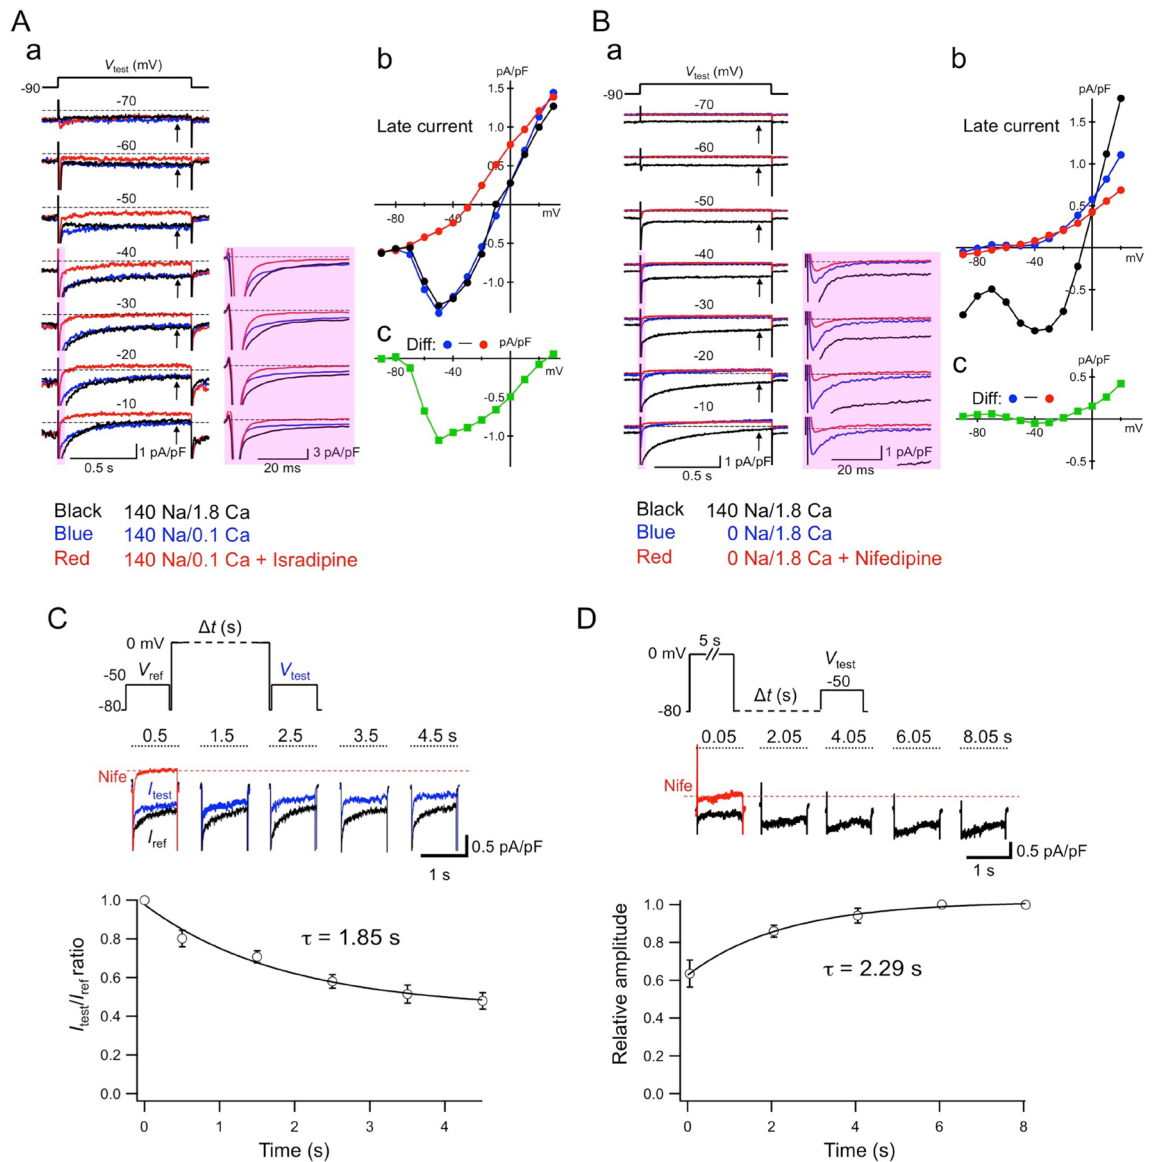 A
a
V test (mV)
-90
-70
-60
-50
-40
-30
-20
-10
0.5 s
1 pA/pF
20 ms
3 pA/pF
b
pA/pF
Late current
1.5
1.0
0.5
-80
-40
mV
-0.5
-1.0
c
Diff: —
pA/pF
-80
-40
mV
-1.0
Black 140 Na/1.8 Ca
Blue 140 Na/0.1 Ca
Red 140 Na/0.1 Ca + Isradipine
B
a
V test (mV)
-90
-70
-60
-50
-40
-30
-20
-10
0.5 s
1 pA/pF
20 ms
1 pA/pF
b
pA/pF
Late current
1.5
1.0
0.5
-80
-40
mV
-0.5
c
pA/pF
0.5
Diff: —
-80
-40
mV
-0.5
Black 140 Na/1.8 Ca
Blue 0 Na/1.8 Ca
Red 0 Na/1.8 Ca + Nifedipine
C
Δt (s)
0 mV
-50
V ref
V test
-80
0.5 1.5 2.5 3.5 4.5 s
Nife
I test
I ref
0.5 pA/pF
1 s
I test/I ref ratio
1.0
0.8
0.6
0.4
0.2
0.0
τ = 1.85 s
0 1 2 3 4
Time (s)
D
5 s
0 mV
V test
-50
Δt (s)
-80
0.05 2.05 4.05 6.05 8.05 s
Nife
0.5 pA/pF
1 s
Relative amplitude
1.0
0.8
0.6
0.4
0.2
0.0
τ = 2.29 s
0 2 4 6 8
Time (s)